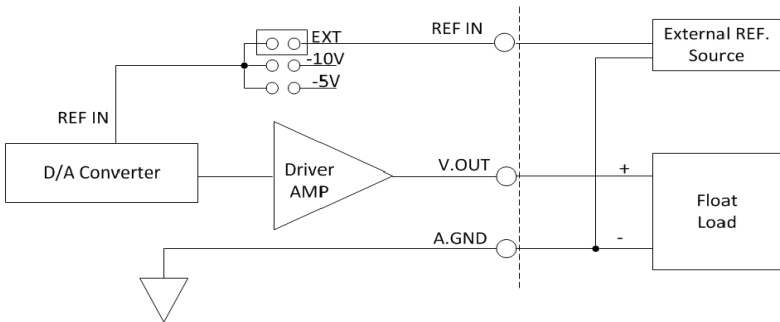 EXT
REF IN
External REF.
Source
-10V
-5V
REF IN
D/A Converter
Driver
AMP
V.OUT
+
Float
Load
A.GND
-